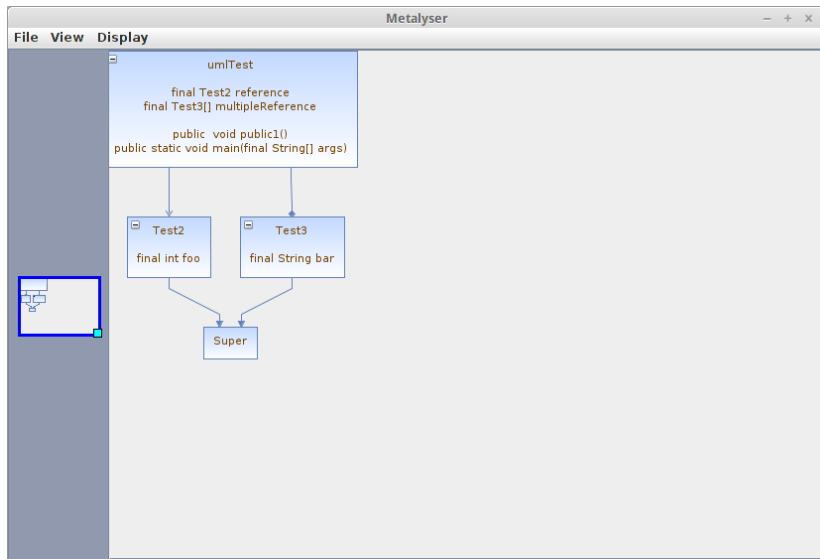 Metalyser
File View Display
umlTest
final Test2 reference
final Test3[] multipleReference
public void public1()
public static void main(final String[] args)
Test2
final int foo
Test3
final String bar
Super